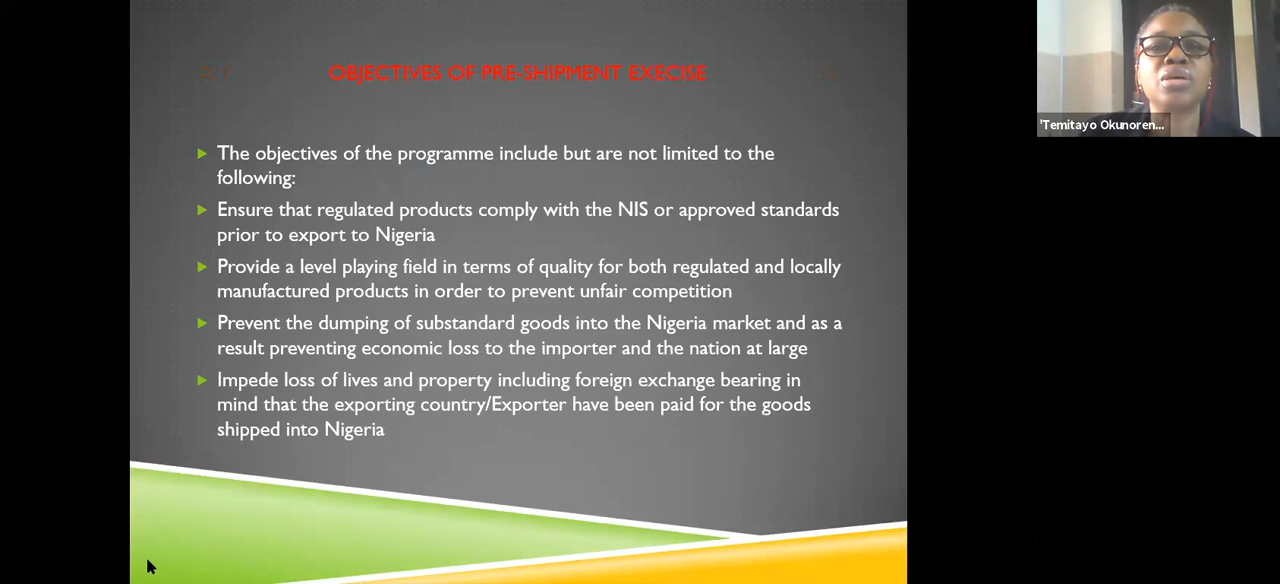 OBJECTIVES OF PRE-SHIPMENT EXECISE
The objectives of the programme include but are not limited to the
following:
Ensure that regulated products comply with the NIS or approved standards
prior to export to Nigeria
Provide a level playing field in terms of quality for both regulated and locally
manufactured products in order to prevent unfair competition
Prevent the dumping of substandard goods into the Nigeria market and as a
result preventing economic loss to the importer and the nation at large
Impede loss of lives and property including foreign exchange bearing in
mind that the exporting country/Exporter have been paid for the goods
shipped into Nigeria
'Temitayo Okunoren...